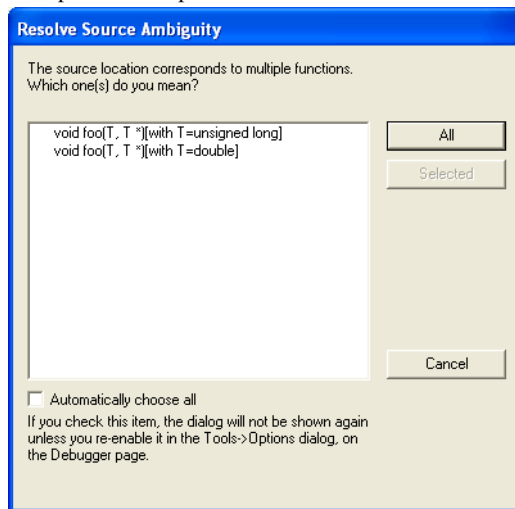 Resolve Source Ambiguity
The source location corresponds to multiple functions.
Which one(s) do you mean?
void foo(T, T *)[with T=unsigned long]
void foo(T, T *)[with T=double]
All
Selected
Cancel
Automatically choose all
If you check this item, the dialog will not be shown again
unless you re-enable it in the Tools->Options dialog, on
the Debugger page.